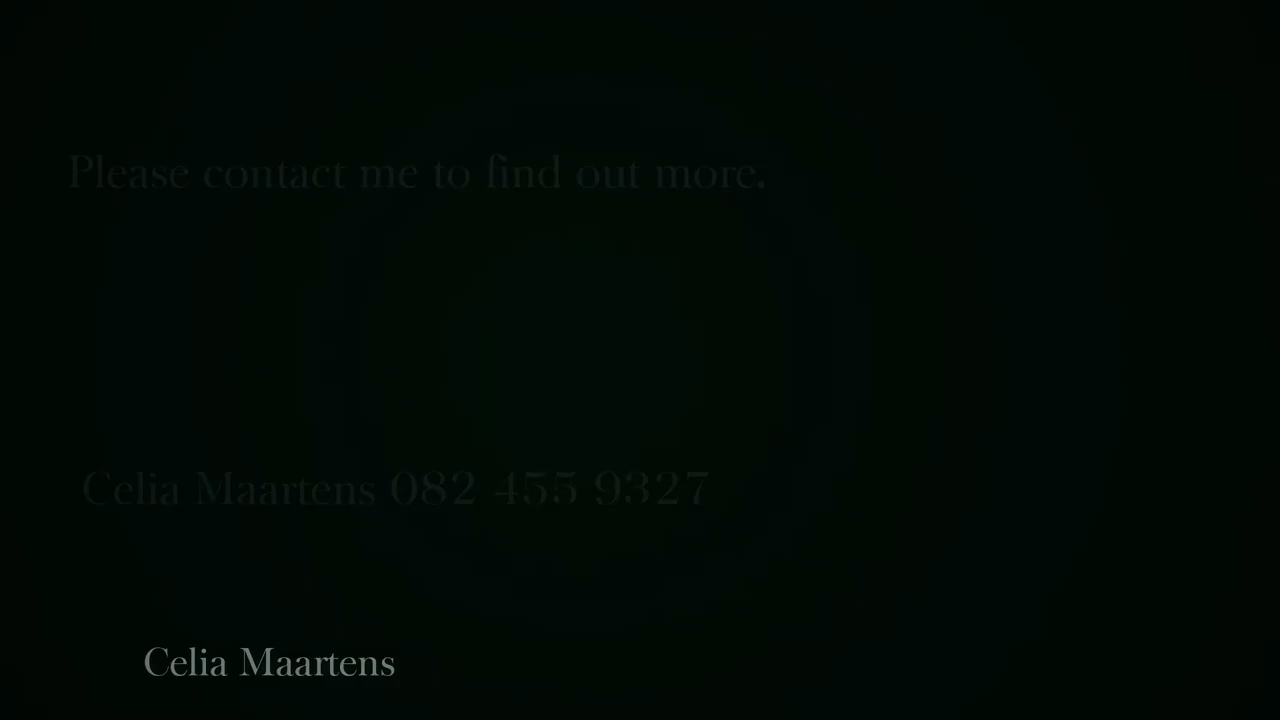 Please contact me to find out more.
Celia Maartens 082 455 9327
Celia Maartens